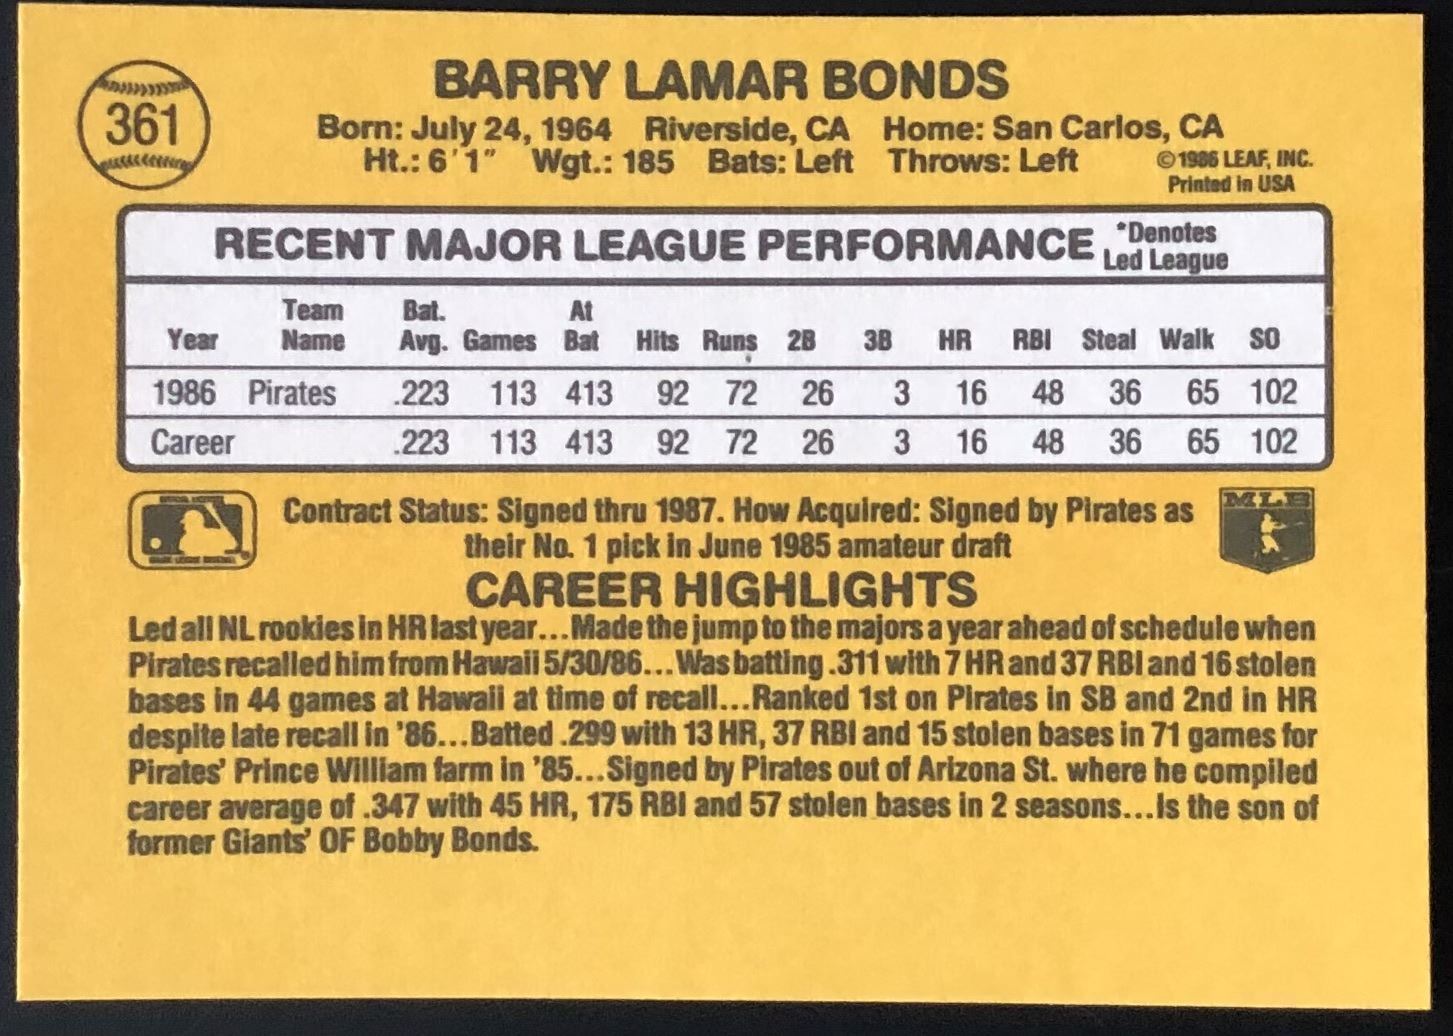 361
BARRY LAMAR BONDS
Born: July 24, 1964 Riverside, CA Home: San Carlos, CA
Ht.: 6'1" Wgt.: 185 Bats: Left Throws: Left
©1986 LEAF, INC.
Printed in USA
RECENT MAJOR LEAGUE PERFORMANCE *Denotes Led League
Year Team Name Bat. Avg. Games At Bat Hits Runs 2B 3B HR RBI Steal Walk SO
1986 Pirates .223 113 413 92 72 26 3 16 48 36 65 102
Career .223 113 413 92 72 26 3 16 48 36 65 102
Contract Status: Signed thru 1987. How Acquired: Signed by Pirates as
their No. 1 pick in June 1985 amateur draft
MLB
CAREER HIGHLIGHTS
Led all NL rookies in HR last year...Made the jump to the majors a year ahead of schedule when
Pirates recalled him from Hawaii 5/30/86...Was batting .311 with 7 HR and 37 RBI and 16 stolen
bases in 44 games at Hawaii at time of recall...Ranked 1st on Pirates in SB and 2nd in HR
despite late recall in '86...Batted .299 with 13 HR, 37 RBI and 15 stolen bases in 71 games for
Pirates' Prince William farm in '85...Signed by Pirates out of Arizona St. where he compiled
career average of .347 with 45 HR, 175 RBI and 57 stolen bases in 2 seasons...Is the son of
former Giants' OF Bobby Bonds.